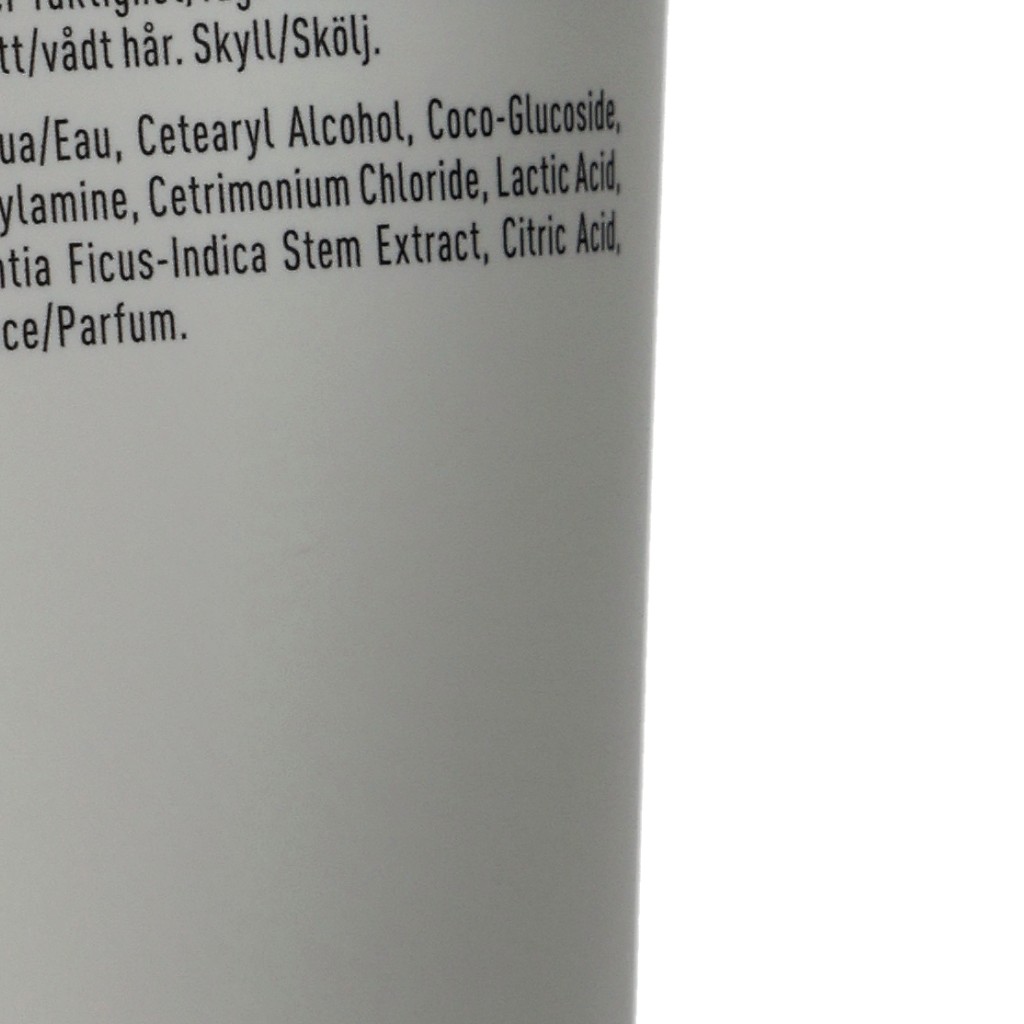 tt/vådt hår. Skyll/Skölj.
ua/Eau, Cetearyl Alcohol, Coco-Glucoside,
ylamine, Cetrimonium Chloride, Lactic Acid,
ntia Ficus-Indica Stem Extract, Citric Acid,
ce/Parfum.